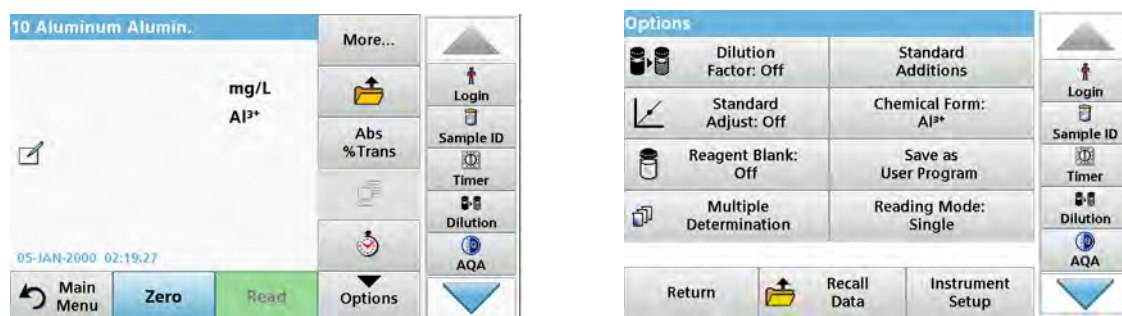 10 Aluminum Alumin.
mg/L
Al³⁺
05-JAN-2000 02:19:27
Main
Menu
Zero
Read
More...
Abs
%Trans
Options
Login
Sample ID
Timer
Dilution
AQA
Options
Dilution
Factor: Off
Standard
Additions
Standard
Adjust: Off
Chemical Form:
Al³⁺
Reagent Blank:
Off
Save as
User Program
Multiple
Determination
Reading Mode:
Single
Return
Recall
Data
Instrument
Setup
Login
Sample ID
Timer
Dilution
AQA